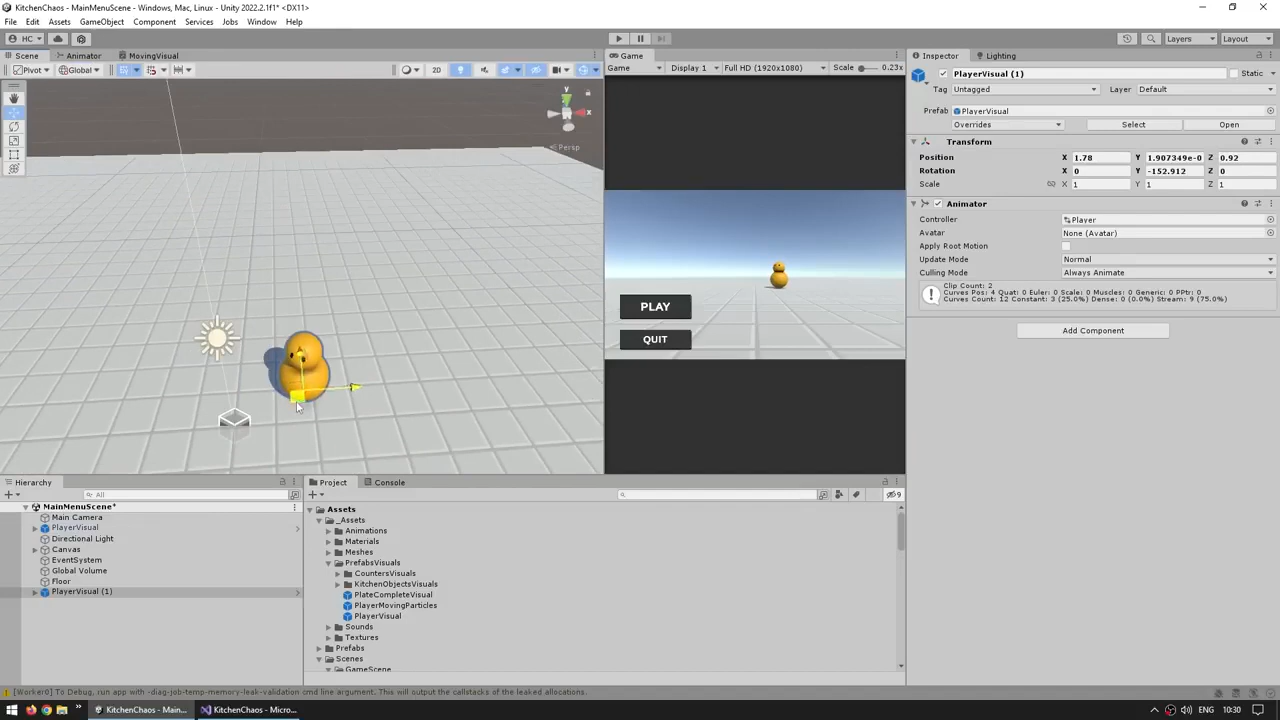 KitchenChaos - MainMenuScene - Windows, Mac, Linux - Unity 2022.2.1f1* <DX11>
File Edit Assets GameObject Component Services Jobs Window Help
HC Layers Layout
Scene Animator MovingVisual
Pivot Global 2D
y
x
Persp
Game
Game Display 1 Full HD (1920x1080) Scale 0.23x
PLAY
QUIT
Inspector Lighting
PlayerVisual (1) Static
Tag Untagged Layer Default
Prefab PlayerVisual
Overrides Select Open
Transform
Position X 1.78 Y 1.907349e-0 Z 0.92
Rotation X 0 Y -152.912 Z 0
Scale X 1 Y 1 Z 1
Animator
Controller Player
Avatar None (Avatar)
Apply Root Motion
Update Mode Normal
Culling Mode Always Animate
Clip Count: 2
Curves Pos: 4 Quat: 0 Euler: 0 Scale: 0 Muscles: 0 Generic: 0 PPtr: 0
Curves Count: 12 Constant: 3 (25.0%) Dense: 0 (0.0%) Stream: 9 (75.0%)
Add Component
Hierarchy
All
MainMenuScene*
Main Camera
PlayerVisual
Directional Light
Canvas
EventSystem
Global Volume
Floor
PlayerVisual (1)
Project Console
9
Assets
_Assets
Animations
Materials
Meshes
PrefabsVisuals
CountersVisuals
KitchenObjectsVisuals
PlateCompleteVisual
PlayerMovingParticles
PlayerVisual
Sounds
Textures
Prefabs
Scenes
GameScene
[Worker0] To Debug, run app with -diag-job-temp-memory-leak-validation cmd line argument. This will output the callstacks of the leaked allocations.
KitchenChaos - Main... KitchenChaos - Micro... ENG 10:30